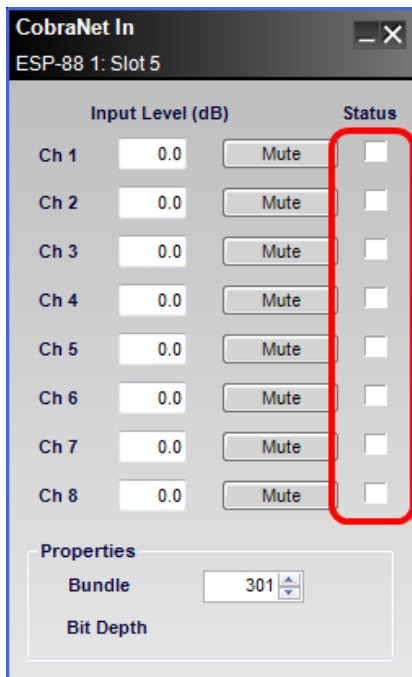 CobraNet In
ESP-88 1: Slot 5
Input Level (dB) Status
Ch 1 0.0 Mute
Ch 2 0.0 Mute
Ch 3 0.0 Mute
Ch 4 0.0 Mute
Ch 5 0.0 Mute
Ch 6 0.0 Mute
Ch 7 0.0 Mute
Ch 8 0.0 Mute
Properties
Bundle 301
Bit Depth